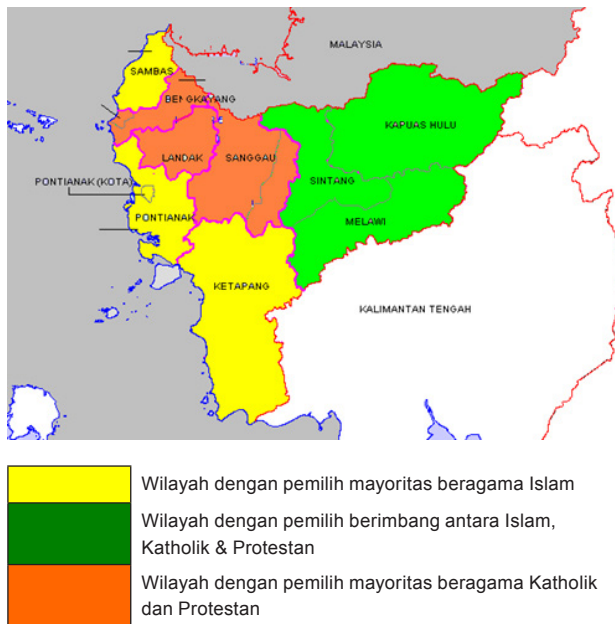 MALAYSIA
SAMBAS
BENGKAYANG
KAPUAS HULU
LANDAK
SANGGAU
PONTIANAK (KOTA)
SINTANG
PONTIANAK
MELAWI
KETAPANG
KALIMANTAN TENGAH
Wilayah dengan pemilih mayoritas beragama Islam
Wilayah dengan pemilih berimbang antara Islam,
Katholik & Protestan
Wilayah dengan pemilih mayoritas beragama Katholik
dan Protestan